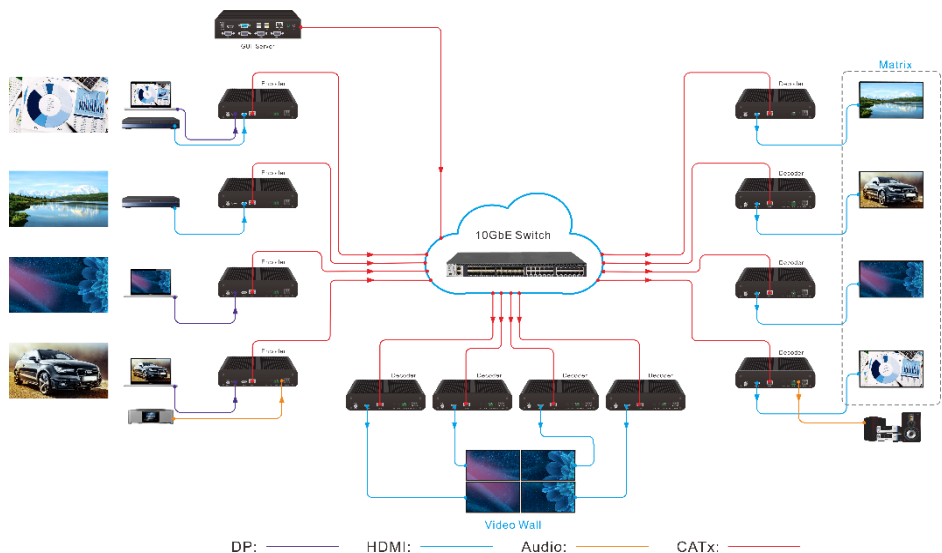 GUI Server
Matrix
Encoder
Decoder
Encoder
Decoder
10GbE Switch
Encoder
Decoder
Encoder
Decoder
Decoder
Decoder
Decoder
Decoder
Video Wall
DP:
HDMI:
Audio:
CATx: